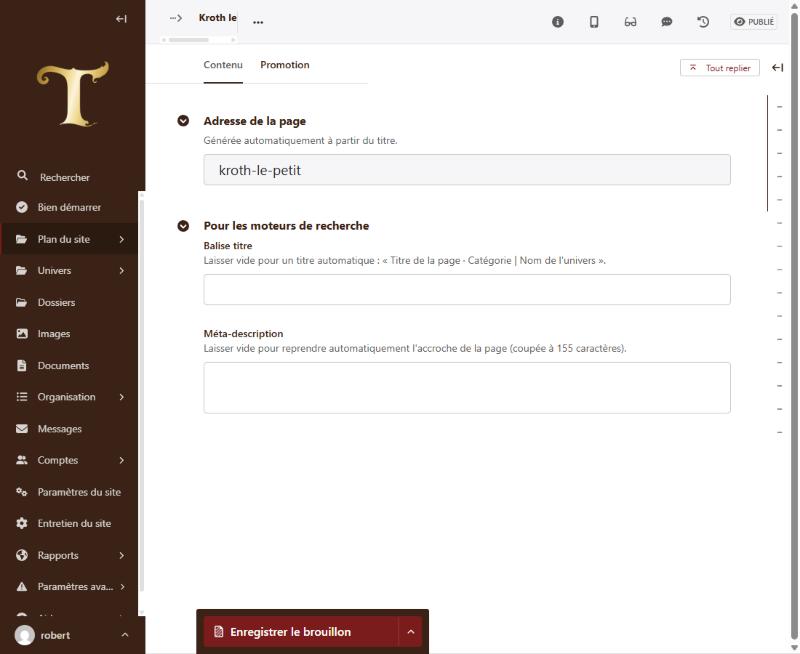 Kroth le
PUBLIÉ
Contenu
Promotion
Tout replier
T
Rechercher
Bien démarrer
Plan du site
Univers
Dossiers
Images
Documents
Organisation
Messages
Comptes
Paramètres du site
Entretien du site
Rapports
Paramètres ava...
robert
Adresse de la page
Générée automatiquement à partir du titre.
kroth-le-petit
Pour les moteurs de recherche
Balise titre
Laisser vide pour un titre automatique : « Titre de la page · Catégorie | Nom de l'univers ».
Méta-description
Laisser vide pour reprendre automatiquement l'accroche de la page (coupée à 155 caractères).
Enregistrer le brouillon